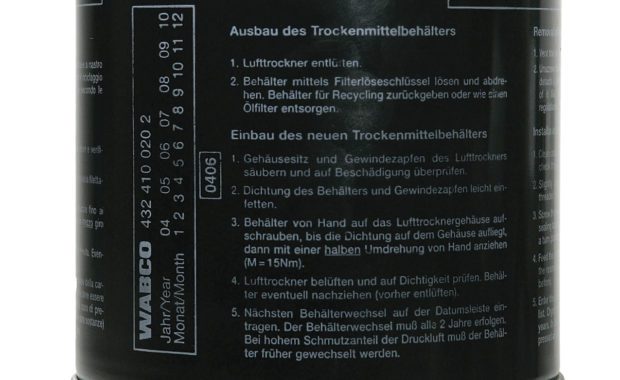 Ausbau des Trockenmittelbehälters
1. Lufttrockner entlüften.
2. Behälter mittels Filterlöseschlüssel lösen und abdre-
hen. Behälter für Recycling zurückgeben oder wie einen
Ölfilter entsorgen.
Einbau des neuen Trockenmittelbehälters
1. Gehäusesitz und Gewindezapfen des Lufttrockners
säubern und auf Beschädigung überprüfen.
2. Dichtung des Behälters und Gewindezapfen leicht ein-
fetten.
3. Behälter von Hand auf das Lufttrocknergehäuse auf-
schrauben, bis die Dichtung auf dem Gehäuse aufliegt,
dann mit einer halben Umdrehung von Hand anziehen
(M = 15Nm).
4. Lufttrockner belüften und auf Dichtigkeit prüfen. Behäl-
ter eventuell nachziehen (vorher entlüften).
5. Nächsten Behälterwechsel auf der Datumsleiste ein-
tragen. Der Behälterwechsel muß alle 2 Jahre erfolgen.
Bei hohem Schmutzanteil der Druckluft muß der Behäl-
ter früher gewechselt werden.
WABCO 432 410 020 2
Jahr/Year 04 05 06 07 08 09 10
Monat/Month 1 2 3 4 5 6 7 8 9 10 11 12
0406